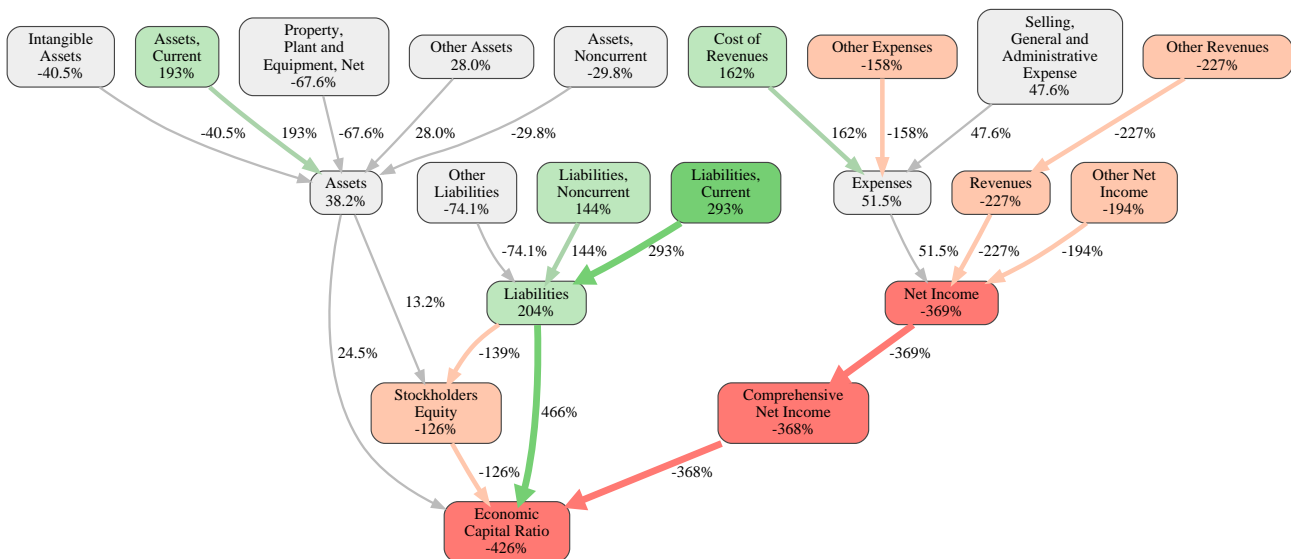 Intangible
Assets
-40.5%
Assets,
Current
193%
Property,
Plant and
Equipment, Net
-67.6%
Other Assets
28.0%
Assets,
Noncurrent
-29.8%
Cost of
Revenues
162%
Other Expenses
-158%
Selling,
General and
Administrative
Expense
47.6%
Other Revenues
-227%
-40.5%
193%
-67.6%
28.0%
-29.8%
162%
-158%
47.6%
-227%
Assets
38.2%
Other
Liabilities
-74.1%
Liabilities,
Noncurrent
144%
Liabilities,
Current
293%
Expenses
51.5%
Revenues
-227%
Other Net
Income
-194%
-74.1%
144%
293%
51.5%
-227%
-194%
Liabilities
204%
Net Income
-369%
13.2%
24.5%
-139%
-369%
Stockholders
Equity
-126%
466%
Comprehensive
Net Income
-368%
-126%
-368%
Economic
Capital Ratio
-426%